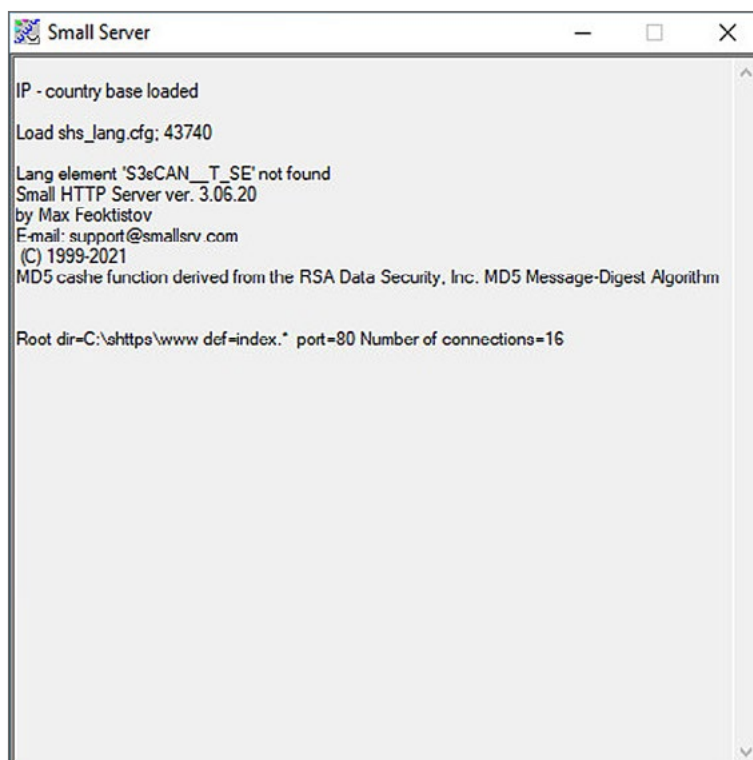 Small Server
IP - country base loaded
Load shs_lang.cfg; 43740
Lang element 'S3sCAN__T_SE' not found
Small HTTP Server ver. 3.06.20
by Max Feoktistov
E-mail: support@smallsrv.com
(C) 1999-2021
MD5 cashe function derived from the RSA Data Security, Inc. MD5 Message-Digest Algorithm
Root dir=C:\shttps\www def=index.* port=80 Number of connections=16